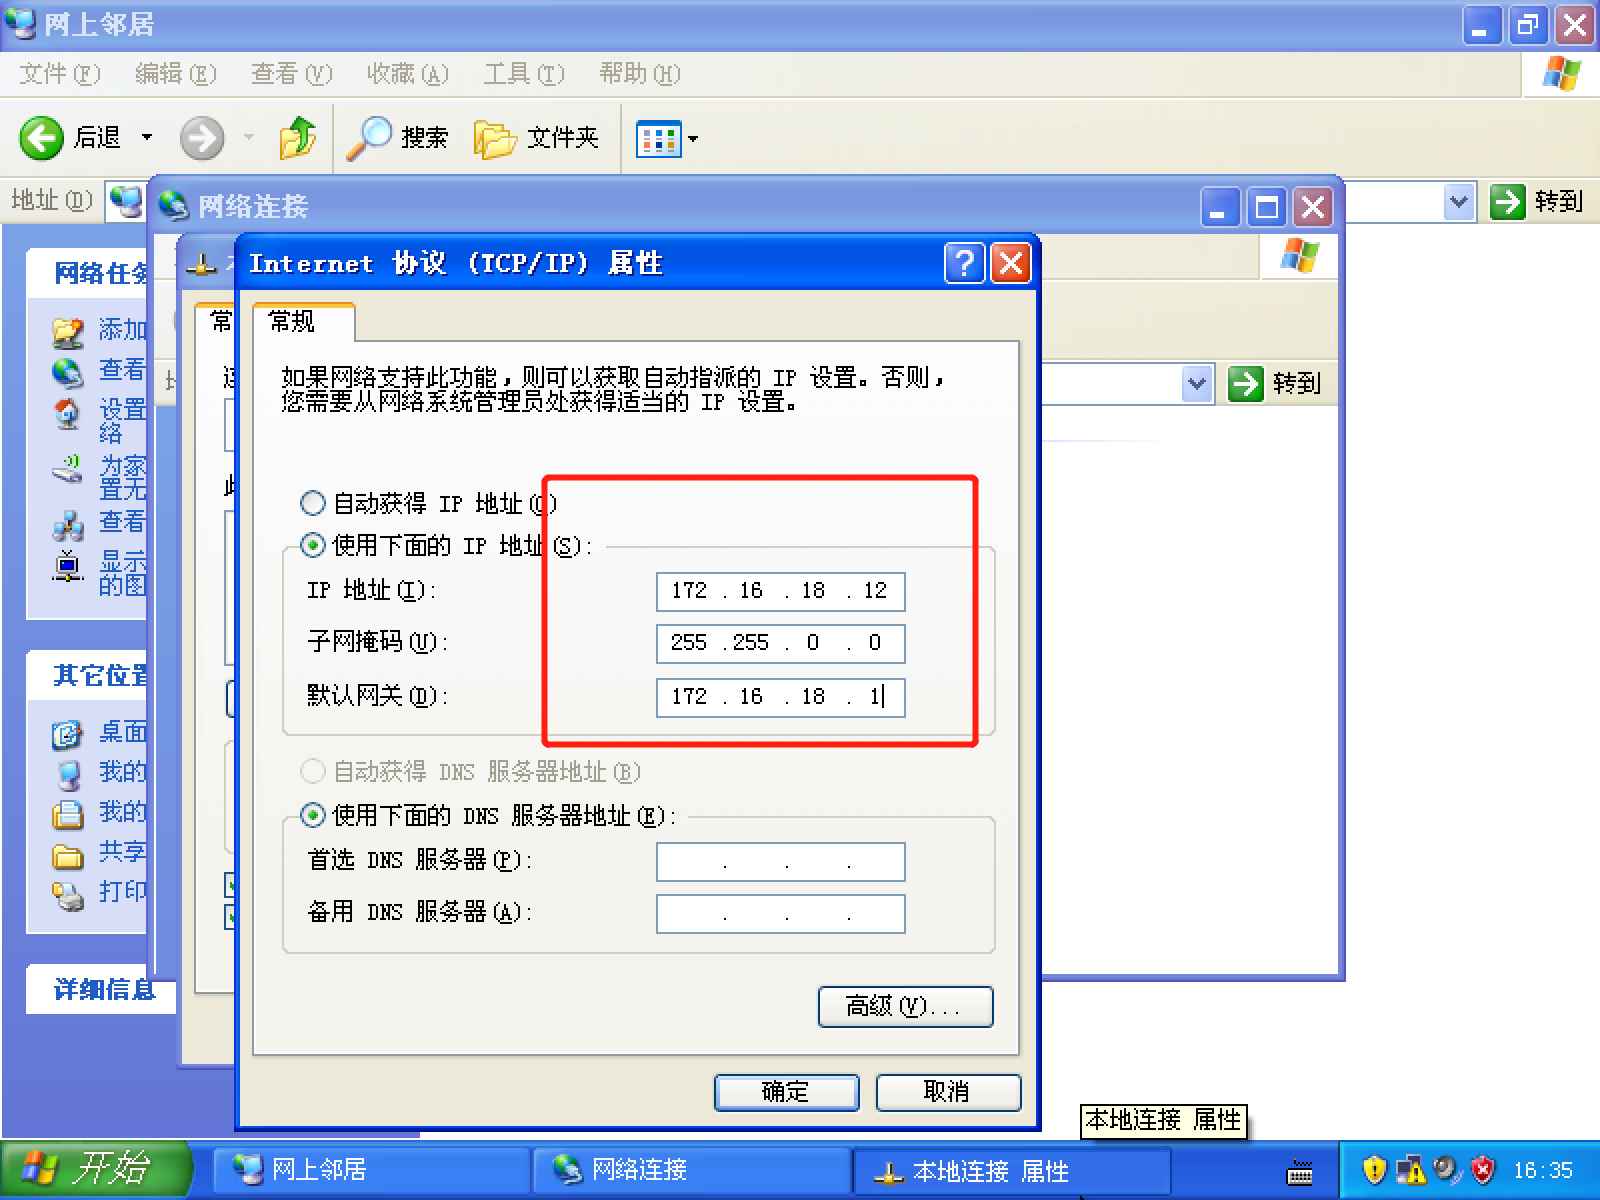 网上邻居
文件(F) 编辑(E) 查看(V) 收藏(A) 工具(T) 帮助(H)
后退 搜索 文件夹
地址(D) 转到
网络连接
网络任务
添加
查看
设置
络
为家
置无
查看
显示
的图
其它位置
桌面
我的
我的
共享
打印
详细信息
转到
常
Internet 协议 (TCP/IP) 属性
常规
如果网络支持此功能，则可以获取自动指派的 IP 设置。否则，
您需要从网络系统管理员处获得适当的 IP 设置。
自动获得 IP 地址(O)
使用下面的 IP 地址(S):
IP 地址(I): 172 . 16 . 18 . 12
子网掩码(U): 255 . 255 . 0 . 0
默认网关(D): 172 . 16 . 18 . 1
自动获得 DNS 服务器地址(B)
使用下面的 DNS 服务器地址(E):
首选 DNS 服务器(P): . . .
备用 DNS 服务器(A): . . .
高级(V)...
确定 取消
本地连接 属性
开始 网上邻居 网络连接 本地连接 属性 16:35